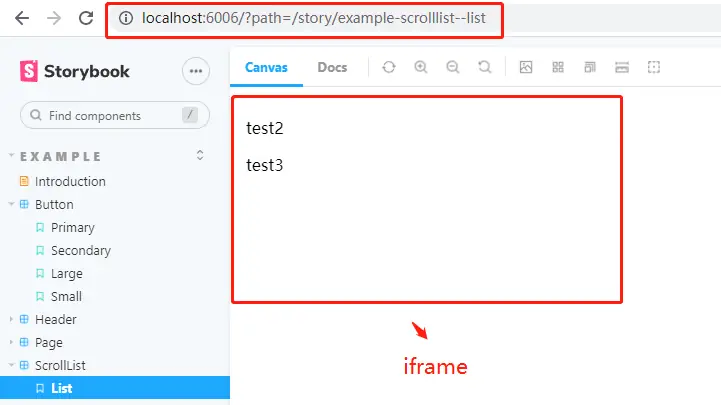 localhost:6006/?path=/story/example-scrolllist--list
Storybook
Canvas Docs
Find components /
EXAMPLE
Introduction
Button
Primary
Secondary
Large
Small
Header
Page
ScrollList
List
test2
test3
iframe